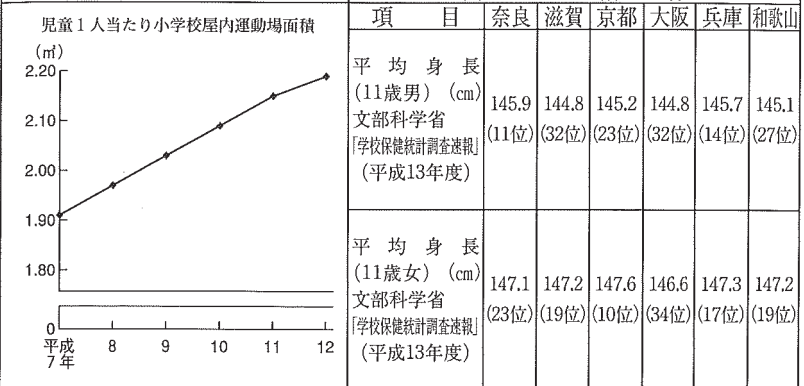 児童1人当たり小学校屋内運動場面積
(㎡)
2.20
2.10
2.00
1.90
1.80
0
平成
7年 8 9 10 11 12
項目 奈良 滋賀 京都 大阪 兵庫 和歌山
平均身長
(11歳男)(cm)
文部科学省
「学校保健統計調査速報」
(平成13年度)
145.9 144.8 145.2 144.8 145.7 145.1
(11位) (32位) (23位) (32位) (14位) (27位)
平均身長
(11歳女)(cm)
文部科学省
「学校保健統計調査速報」
(平成13年度)
147.1 147.2 147.6 146.6 147.3 147.2
(23位) (19位) (10位) (34位) (17位) (19位)